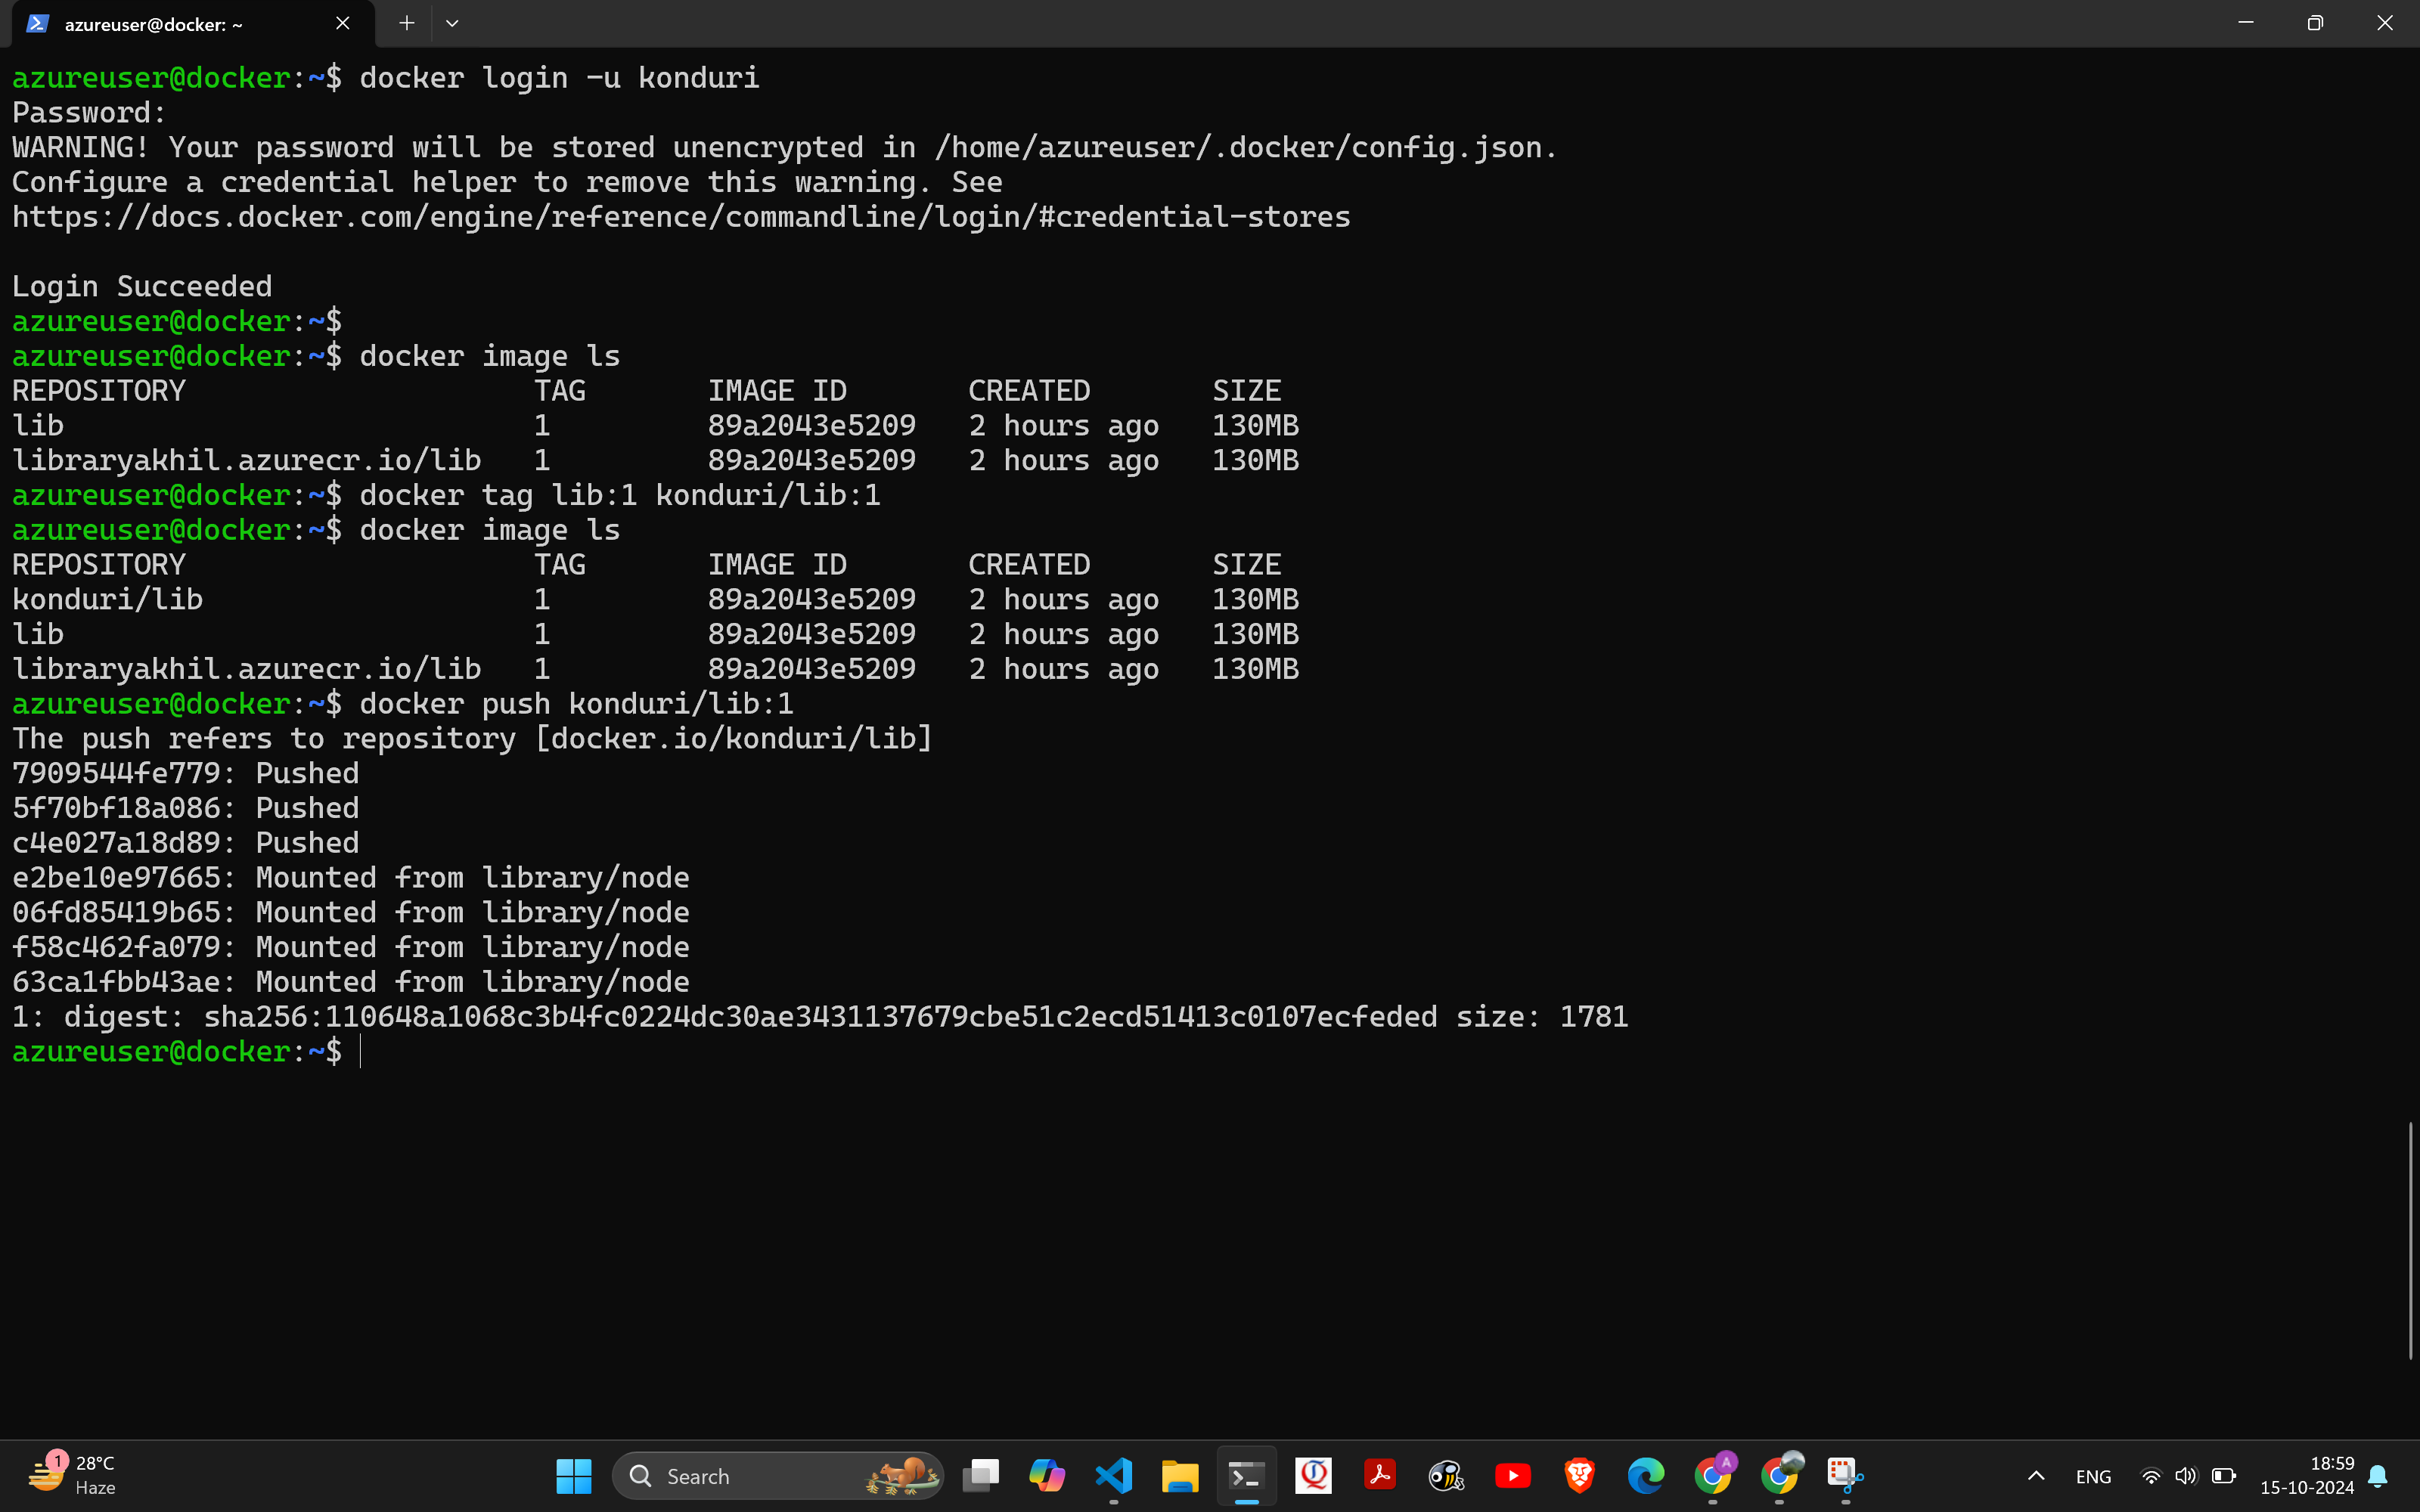 azureuser@docker: ~
azureuser@docker:~$ docker login -u konduri
Password:
WARNING! Your password will be stored unencrypted in /home/azureuser/.docker/config.json.
Configure a credential helper to remove this warning. See
https://docs.docker.com/engine/reference/commandline/login/#credential-stores
Login Succeeded
azureuser@docker:~$
azureuser@docker:~$ docker image ls
REPOSITORY TAG IMAGE ID CREATED SIZE
lib 1 89a2043e5209 2 hours ago 130MB
libraryakhil.azurecr.io/lib 1 89a2043e5209 2 hours ago 130MB
azureuser@docker:~$ docker tag lib:1 konduri/lib:1
azureuser@docker:~$ docker image ls
REPOSITORY TAG IMAGE ID CREATED SIZE
konduri/lib 1 89a2043e5209 2 hours ago 130MB
lib 1 89a2043e5209 2 hours ago 130MB
libraryakhil.azurecr.io/lib 1 89a2043e5209 2 hours ago 130MB
azureuser@docker:~$ docker push konduri/lib:1
The push refers to repository [docker.io/konduri/lib]
7909544fe779: Pushed
5f70bf18a086: Pushed
c4e027a18d89: Pushed
e2be10e97665: Mounted from library/node
06fd85419b65: Mounted from library/node
f58c462fa079: Mounted from library/node
63ca1fbb43ae: Mounted from library/node
1: digest: sha256:110648a1068c3b4fc0224dc30ae3431137679cbe51c2ecd51413c0107ecfeded size: 1781
azureuser@docker:~$
1
28°C
Haze
Search
A
ENG
18:59
15-10-2024